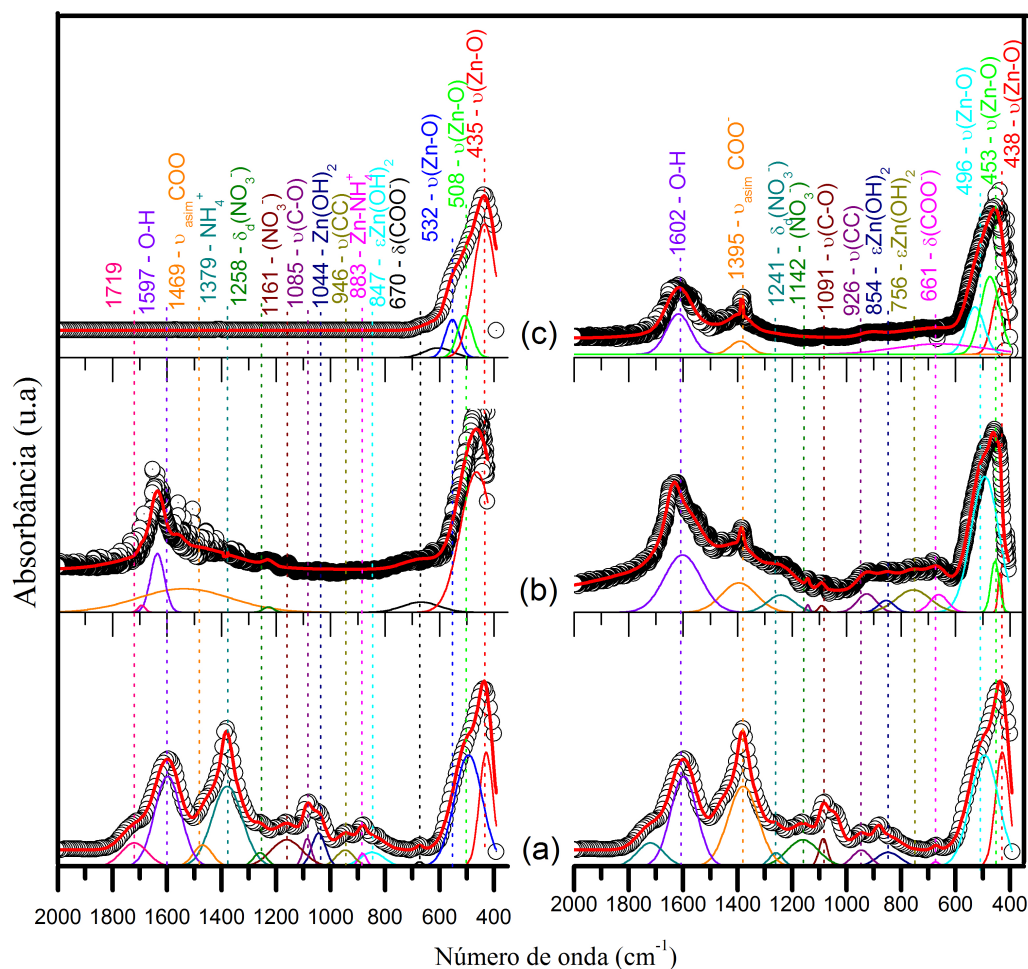 Absorbância (u.a)
1719
1597 - O-H
1469 - υasim COO
1379 - NH4+
1258 - δd(NO3-)
1161 - (NO3-)
1085 - υ(C-O)
1044 - Zn(OH)2
946 - υ(CC)
883 - Zn-NH+4
847 - εZn(OH)2
670 - δ(COO-)
532 - υ(Zn-O)
508 - υ(Zn-O)
435 - υ(Zn-O)
1602 - O-H
1395 - υasim COO-
1241 - δd(NO3-)
1142 - (NO3-)
1091 - υ(C-O)
926 - υ(CC)
854 - εZn(OH)2
756 - εZn(OH)2
661 - δ(COO-)
496 - υ(Zn-O)
453 - υ(Zn-O)
438 - υ(Zn-O)
(c)
(b)
(a)
2000 1800 1600 1400 1200 1000 800 600 400
2000 1800 1600 1400 1200 1000 800 600 400
Número de onda (cm-1)